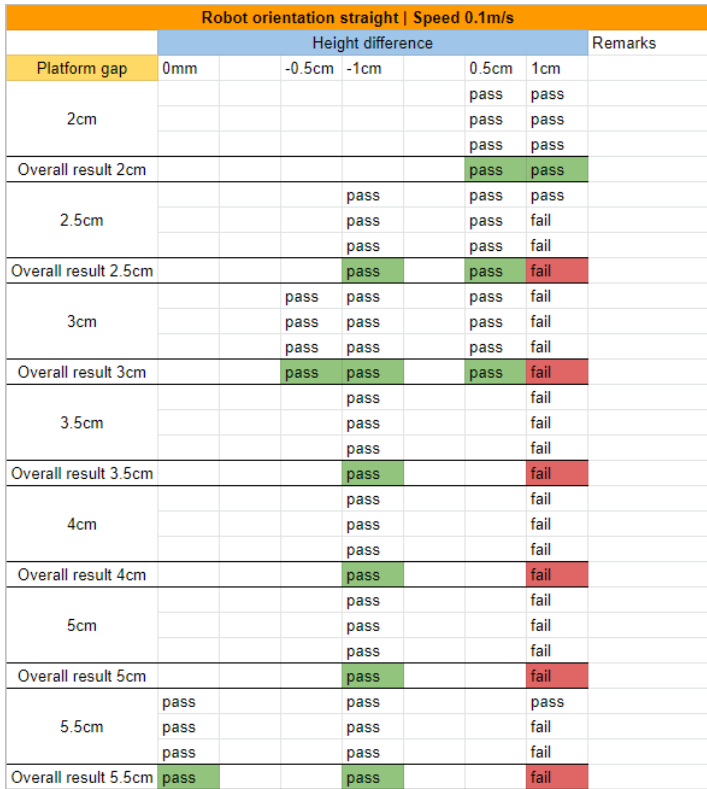 Robot orientation straight | Speed 0.1m/s
Height difference Remarks
Platform gap 0mm -0.5cm -1cm 0.5cm 1cm
pass pass
2cm pass pass
pass pass
Overall result 2cm pass pass
pass pass pass
2.5cm pass pass fail
pass pass fail
Overall result 2.5cm pass pass fail
pass pass pass fail
3cm pass pass pass fail
pass pass pass fail
Overall result 3cm pass pass pass fail
pass fail
3.5cm pass fail
pass fail
Overall result 3.5cm pass fail
pass fail
4cm pass fail
pass fail
Overall result 4cm pass fail
pass fail
5cm pass fail
pass fail
Overall result 5cm pass fail
pass pass pass
5.5cm pass pass fail
pass pass fail
Overall result 5.5cm pass pass fail